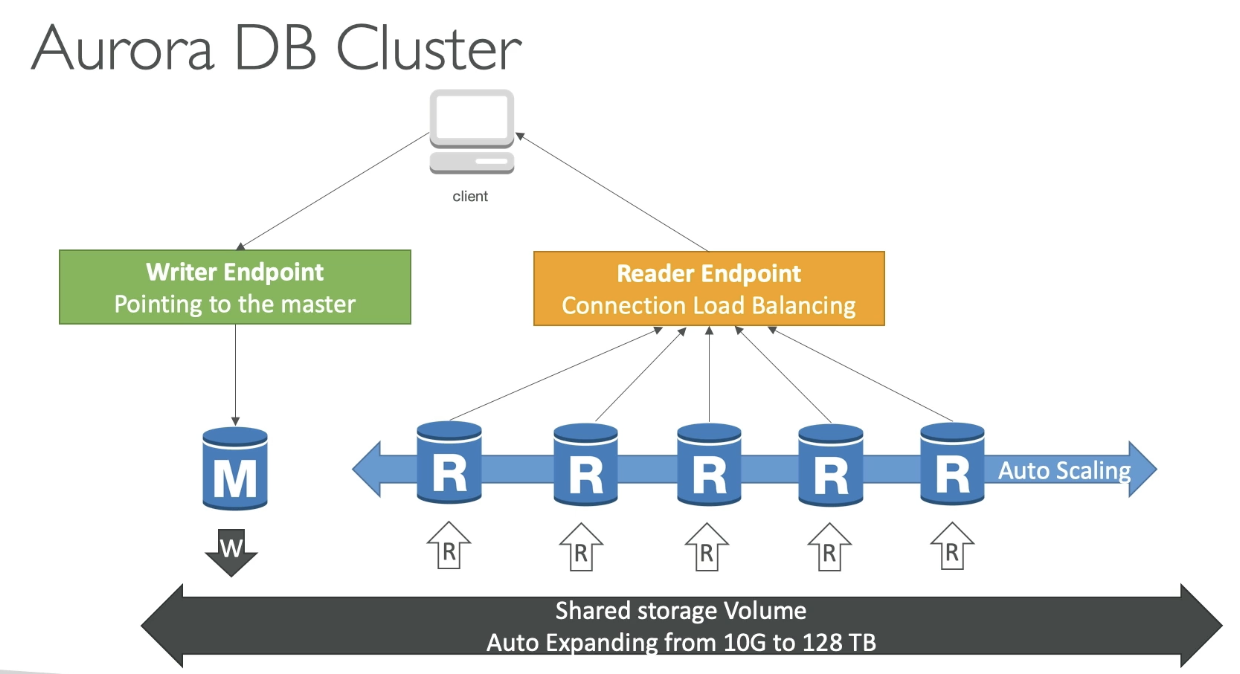 Aurora DB Cluster
client
Writer Endpoint
Pointing to the master
Reader Endpoint
Connection Load Balancing
M
R
R
R
R
R
Auto Scaling
W
R
R
R
R
R
Shared storage Volume
Auto Expanding from 10G to 128 TB